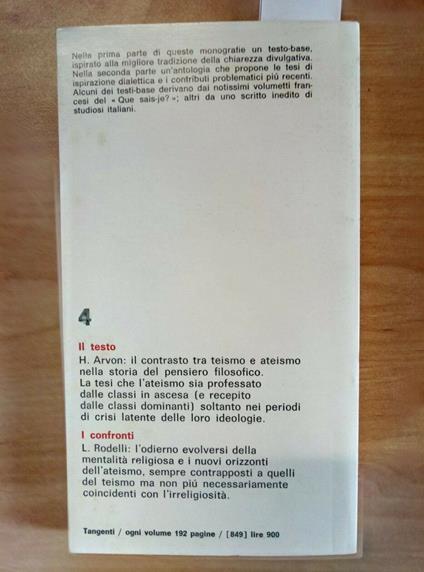 Nella prima parte di queste monografie un testo-base,
ispirato alla migliore tradizione della chiarezza divulgativa.
Nella seconda parte un'antologia che propone le tesi di
ispirazione dialettica e i contributi problematici piú recenti.
Alcuni dei testi-base derivano dai notissimi volumetti fran-
cesi del « Que sais-je? »; altri da uno scritto inedito di
studiosi italiani.
4
Il testo
H. Arvon: il contrasto tra teismo e ateismo
nella storia del pensiero filosofico.
La tesi che l'ateismo sia professato
dalle classi in ascesa (e recepito
dalle classi dominanti) soltanto nei periodi
di crisi latente delle loro ideologie.
I confronti
L. Rodelli: l'odierno evolversi della
mentalità religiosa e i nuovi orizzonti
dell'ateismo, sempre contrapposti a quelli
del teismo ma non piú necessariamente
coincidenti con l'irreligiosità.
Tangenti / ogni volume 192 pagine / [849] lire 900